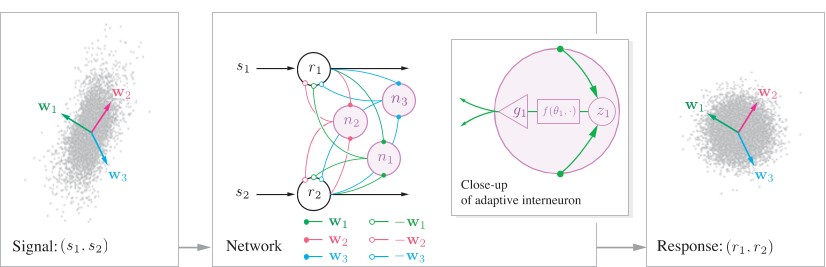 w₁
w₂
w₃
Signal: (s₁, s₂)
s₁
r₁
n₃
n₂
n₁
s₂
r₂
w₁ −w₁
w₂ −w₂
w₃ −w₃
Network
g₁ f(θ₁, ·) z₁
Close-up
of adaptive interneuron
w₁
w₂
w₃
Response: (r₁, r₂)